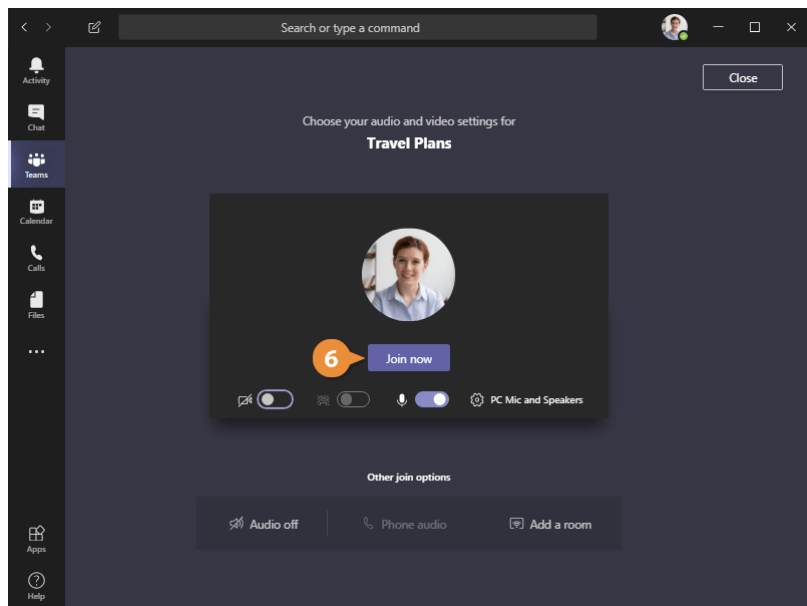 Search or type a command
Activity
Chat
Teams
Calendar
Calls
Files
Apps
Help
Close
Choose your audio and video settings for
Travel Plans
6
Join now
PC Mic and Speakers
Other join options
Audio off
Phone audio
Add a room